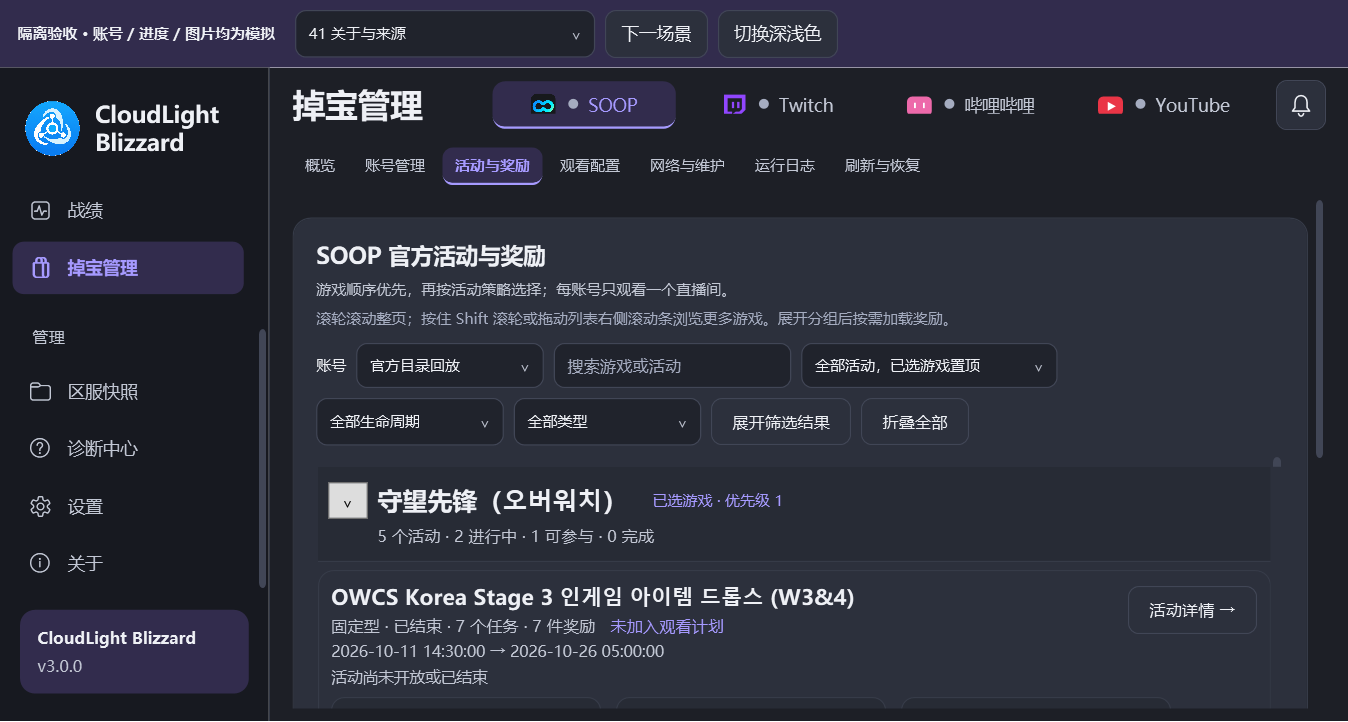 隔离验收 • 账号 / 进度 / 图片均为模拟
41 关于与来源
下一场景
切换深浅色
CloudLight
Blizzard
战绩
掉宝管理
管理
区服快照
诊断中心
设置
关于
CloudLight Blizzard
v3.0.0
掉宝管理
SOOP
Twitch
哔哩哔哩
YouTube
概览
账号管理
活动与奖励
观看配置
网络与维护
运行日志
刷新与恢复
SOOP 官方活动与奖励
游戏顺序优先，再按活动策略选择；每账号只观看一个直播间。
滚轮滚动整页；按住 Shift 滚轮或拖动列表右侧滚动条浏览更多游戏。展开分组后按需加载奖励。
账号
官方目录回放
搜索游戏或活动
全部活动，已选游戏置顶
全部生命周期
全部类型
展开筛选结果
折叠全部
守望先锋（오버워치）
已选游戏 · 优先级 1
5 个活动 · 2 进行中 · 1 可参与 · 0 完成
OWCS Korea Stage 3 인게임 아이템 드롭스 (W3&4)
活动详情 →
固定型 · 已结束 · 7 个任务 · 7 件奖励 未加入观看计划
2026-10-11 14:30:00 → 2026-10-26 05:00:00
活动尚未开放或已结束